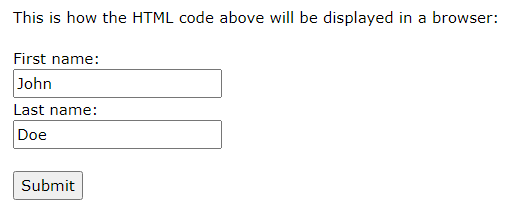 This is how the HTML code above will be displayed in a browser:
First name:
John
Last name:
Doe
Submit